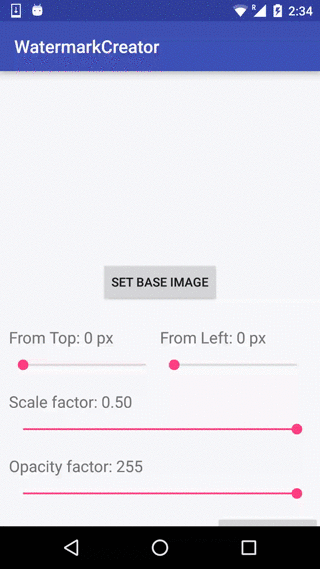 R 2:34
WatermarkCreator
SET BASE IMAGE
From Top: 0 px From Left: 0 px
Scale factor: 0.50
Opacity factor: 255